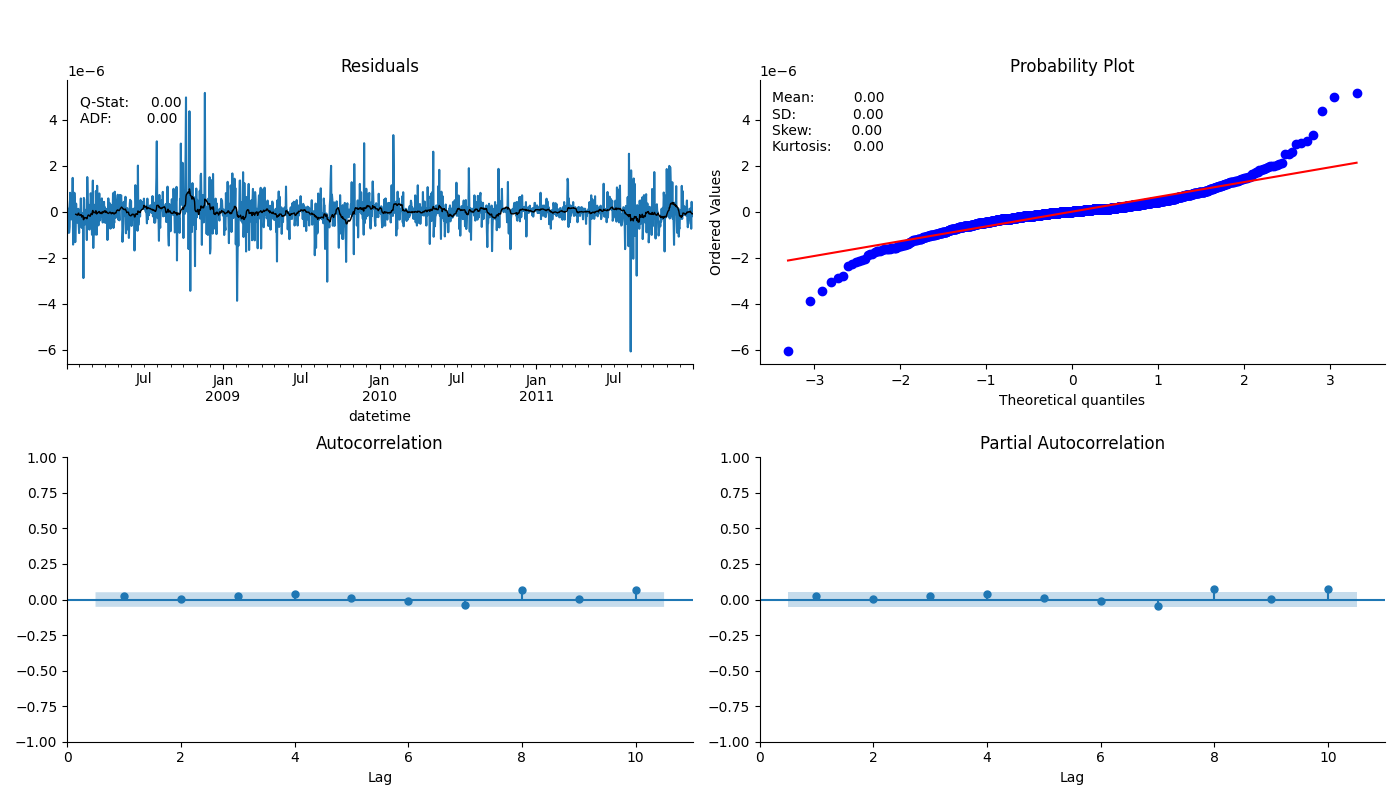 Residuals
1e−6
Q-Stat: 0.00
ADF: 0.00
4
2
0
−2
−4
−6
Jul Jan Jul Jan Jul Jan Jul
2009 2010 2011
datetime
Probability Plot
1e−6
Mean: 0.00
SD: 0.00
Skew: 0.00
Kurtosis: 0.00
Ordered Values
4
2
0
−2
−4
−6
−3 −2 −1 0 1 2 3
Theoretical quantiles
Autocorrelation
1.00
0.75
0.50
0.25
0.00
−0.25
−0.50
−0.75
−1.00
0 2 4 6 8 10
Lag
Partial Autocorrelation
1.00
0.75
0.50
0.25
0.00
−0.25
−0.50
−0.75
−1.00
0 2 4 6 8 10
Lag